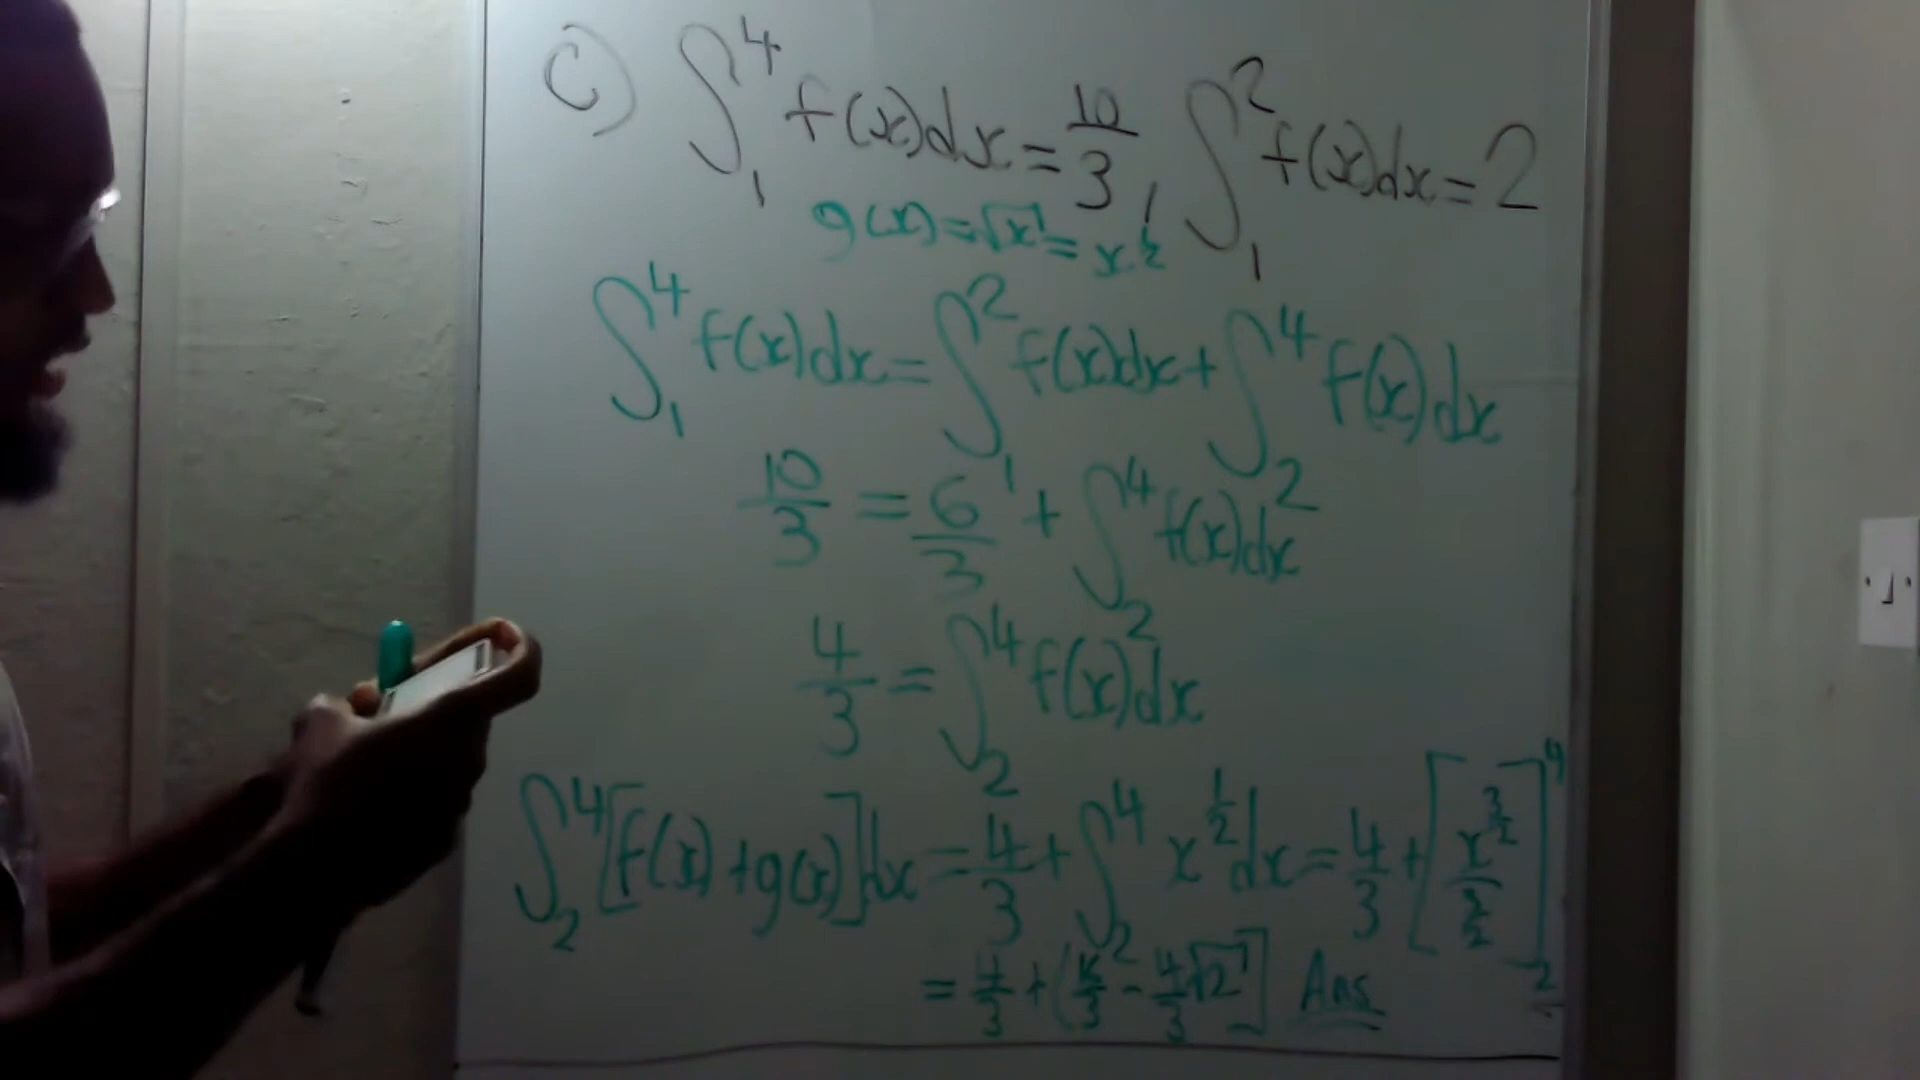 c) ∫₁⁴ f(x)dx = 10/3, ∫₁² f(x)dx = 2
g(x) = √x = x^½
∫₁⁴ f(x)dx = ∫₁² f(x)dx + ∫₂⁴ f(x)dx
10/3 = 6/3 + ∫₂⁴ f(x)dx
4/3 = ∫₂⁴ f(x)dx
∫₂⁴ [f(x) + g(x)]dx = 4/3 + ∫₂⁴ x^½ dx = 4/3 + [x^(3/2) / (3/2)]₂⁴
= 4/3 + (16/3 - 4/3 √2] Ans